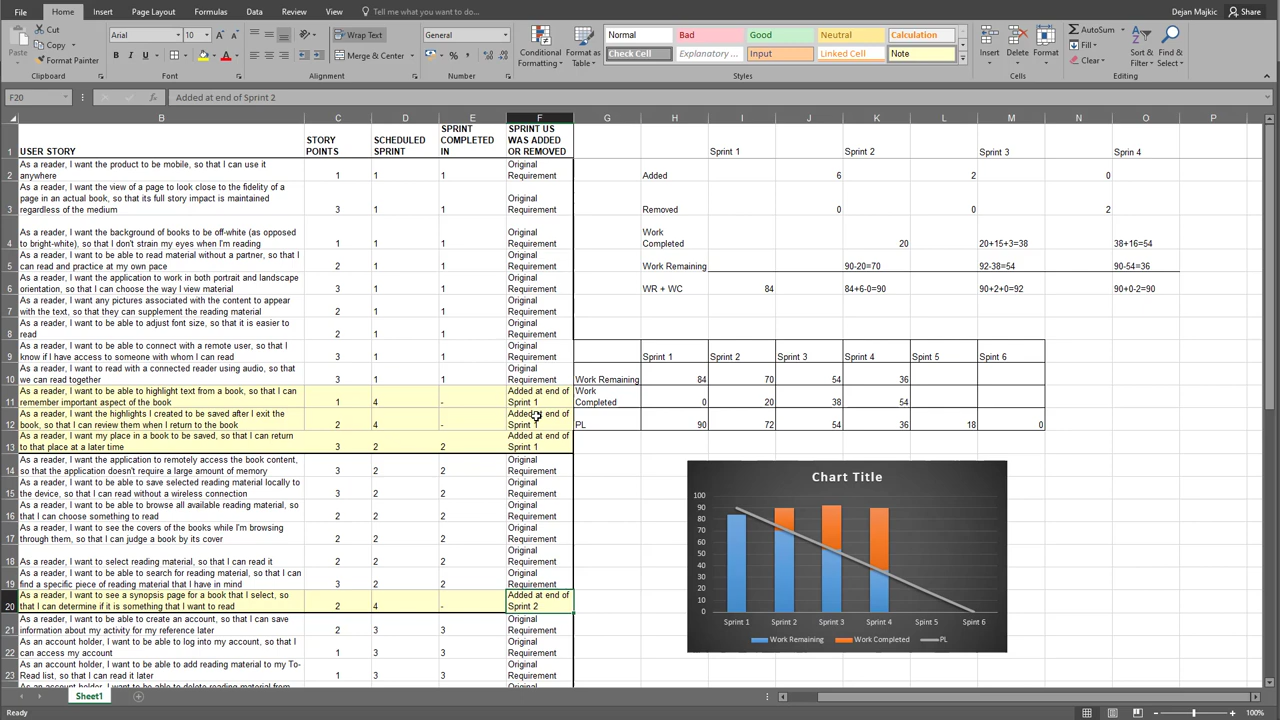 File Home Insert Page Layout Formulas Data Review View Tell me what you want to do Dejan Majkic Share
Cut
Copy
Format Painter
Paste
Clipboard
Arial 10
Font
Wrap Text
Merge & Center
Alignment
General
Number
Conditional Formatting
Format as Table
Normal Bad Good Neutral Calculation
Check Cell Explanatory ... Input Linked Cell Note
Styles
Insert Delete Format
Cells
AutoSum
Fill
Clear
Sort & Filter
Find & Select
Editing
F20 Added at end of Sprint 2
B C D E F G H I J K L M N O P
1 USER STORY STORY POINTS SCHEDULED SPRINT SPRINT COMPLETED IN SPRINT US WAS ADDED OR REMOVED Sprint 1 Sprint 2 Sprint 3 Sprin 4
2 As a reader, I want the product to be mobile, so that I can use it anywhere 1 1 1 Original Requirement Added 6 2 0
3 As a reader, I want the view of a page to look close to the fidelity of a page in an actual book, so that its full story impact is maintained regardless of the medium 3 1 1 Original Requirement Removed 0 0 2
4 As a reader, I want the background of books to be off-white (as opposed to bright-white), so that I don't strain my eyes when I'm reading 1 1 1 Original Requirement Work Completed 20 20+15+3=38 38+16=54
5 As a reader, I want to be able to read material without a partner, so that I can read and practice at my own pace 2 1 1 Original Requirement Work Remaining 90-20=70 92-38=54 90-54=36
6 As a reader, I want the application to work in both portrait and landscape orientation, so that I can choose the way I view material 3 1 1 Original Requirement WR + WC 84 84+6-0=90 90+2+0=92 90+0-2=90
7 As a reader, I want any pictures associated with the content to appear with the text, so that they can supplement the reading material 2 1 1 Original Requirement
8 As a reader, I want to be able to adjust font size, so that it is easier to read 2 1 1 Original Requirement
9 As a reader, I want to be able to connect with a remote user, so that I know if I have access to someone with whom I can read 3 1 1 Original Requirement Sprint 1 Sprint 2 Sprint 3 Sprint 4 Sprint 5 Sprint 6
10 As a reader, I want to read with a connected reader using audio, so that we can read together 3 1 1 Original Requirement Work Remaining 84 70 54 36
11 As a reader, I want to be able to highlight text from a book, so that I can remember important aspect of the book 1 4 - Added at end of Sprint 1 Work Completed 0 20 38 54
12 As a reader, I want the highlights I created to be saved after I exit the book, so that I can review them when I return to the book 2 4 - Added at end of Sprint 1 PL 90 72 54 36 18 0
13 As a reader, I want my place in a book to be saved, so that I can return to that place at a later time 3 2 2 Added at end of Sprint 1
14 As a reader, I want the application to remotely access the book content, so that the application doesn't require a large amount of memory 3 2 2 Original Requirement
15 As a reader, I want to be able to save selected reading material locally to the device, so that I can read without a wireless connection 3 2 2 Original Requirement
16 As a reader, I want to be able to browse all available reading material, so that I can choose something to read 2 2 2 Original Requirement
17 As a reader, I want to see the covers of the books while I'm browsing through them, so that I can judge a book by its cover 2 2 2 Original Requirement
18 As a reader, I want to select reading material, so that I can read it 2 2 2 Original Requirement
19 As a reader, I want to be able to search for reading material, so that I can find a specific piece of reading material that I have in mind 3 2 2 Original Requirement
20 As a reader, I want to see a synopsis page for a book that I select, so that I can determine if it is something that I want to read 2 4 - Added at end of Sprint 2
21 As a reader, I want to be able to create an account, so that I can save information about my activity for my reference later 2 3 3 Original Requirement
22 As an account holder, I want to be able to log into my account, so that I can access my account 1 3 3 Original Requirement
23 As an account holder, I want to be able to add reading material to my To-Read list, so that I can read it later 1 3 3 Original Requirement
As an account holder, I want to be able to delete reading material from Original
Chart Title
100
90
80
70
60
50
40
30
20
10
0
Sprint 1 Sprint 2 Sprint 3 Sprint 4 Sprint 5 Sprint 6
Work Remaining Work Completed PL
Sheet1
Ready 100%